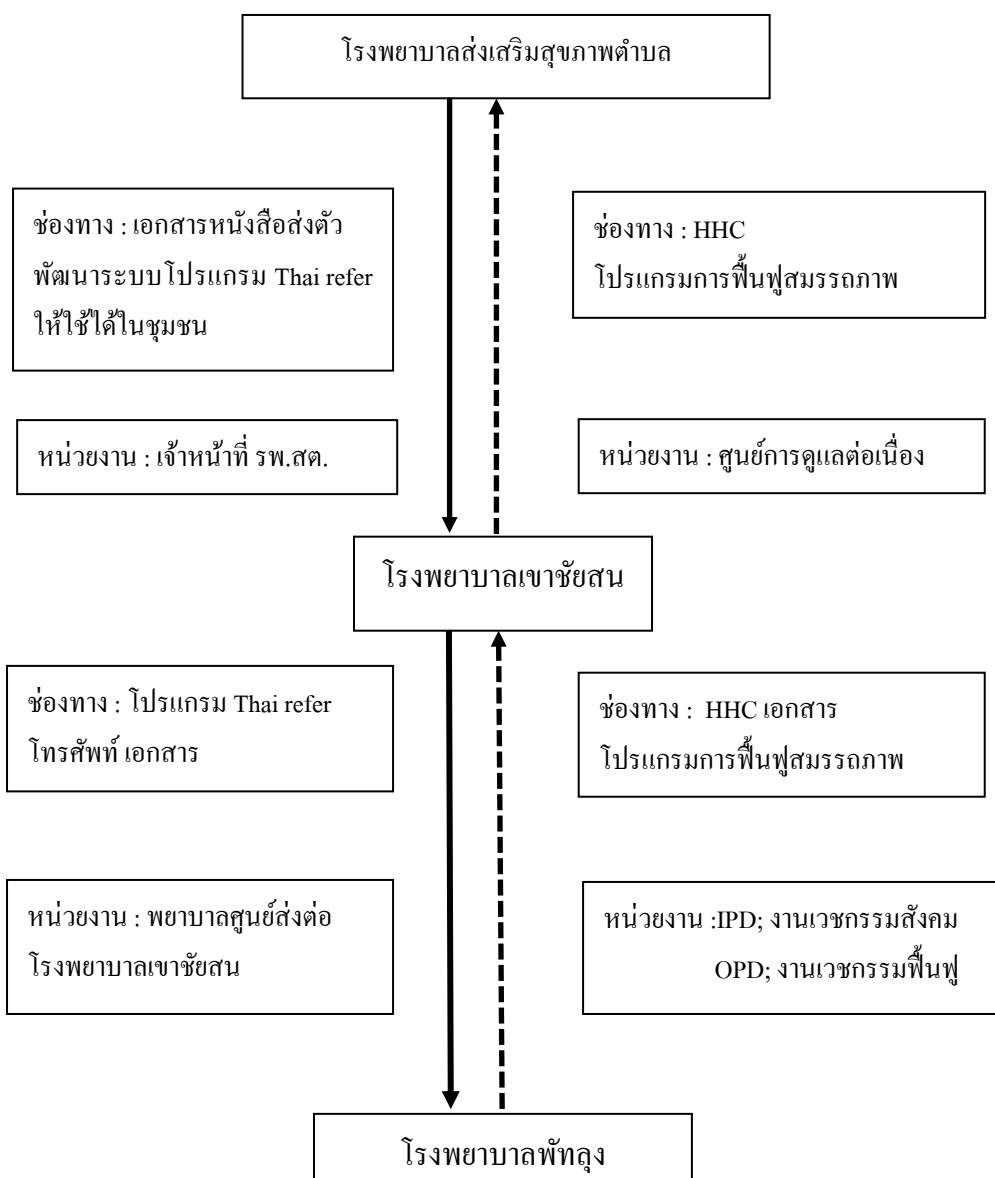 โรงพยาบาลส่งเสริมสุขภาพตำบล
ช่องทาง : เอกสารหนังสือส่งตัว
พัฒนาระบบโปรแกรม Thai refer
ให้ใช้ได้ในชุมชน
ช่องทาง : HHC
โปรแกรมการฟื้นฟูสมรรถภาพ
หน่วยงาน : เจ้าหน้าที่ รพ.สต.
หน่วยงาน : ศูนย์การดูแลต่อเนื่อง
โรงพยาบาลเขาชัยสน
ช่องทาง : โปรแกรม Thai refer
โทรศัพท์ เอกสาร
ช่องทาง : HHC เอกสาร
โปรแกรมการฟื้นฟูสมรรถภาพ
หน่วยงาน : พยาบาลศูนย์ส่งต่อ
โรงพยาบาลเขาชัยสน
หน่วยงาน :IPD; งานเวชกรรมสังคม
OPD; งานเวชกรรมฟื้นฟู
โรงพยาบาลพัทลุง